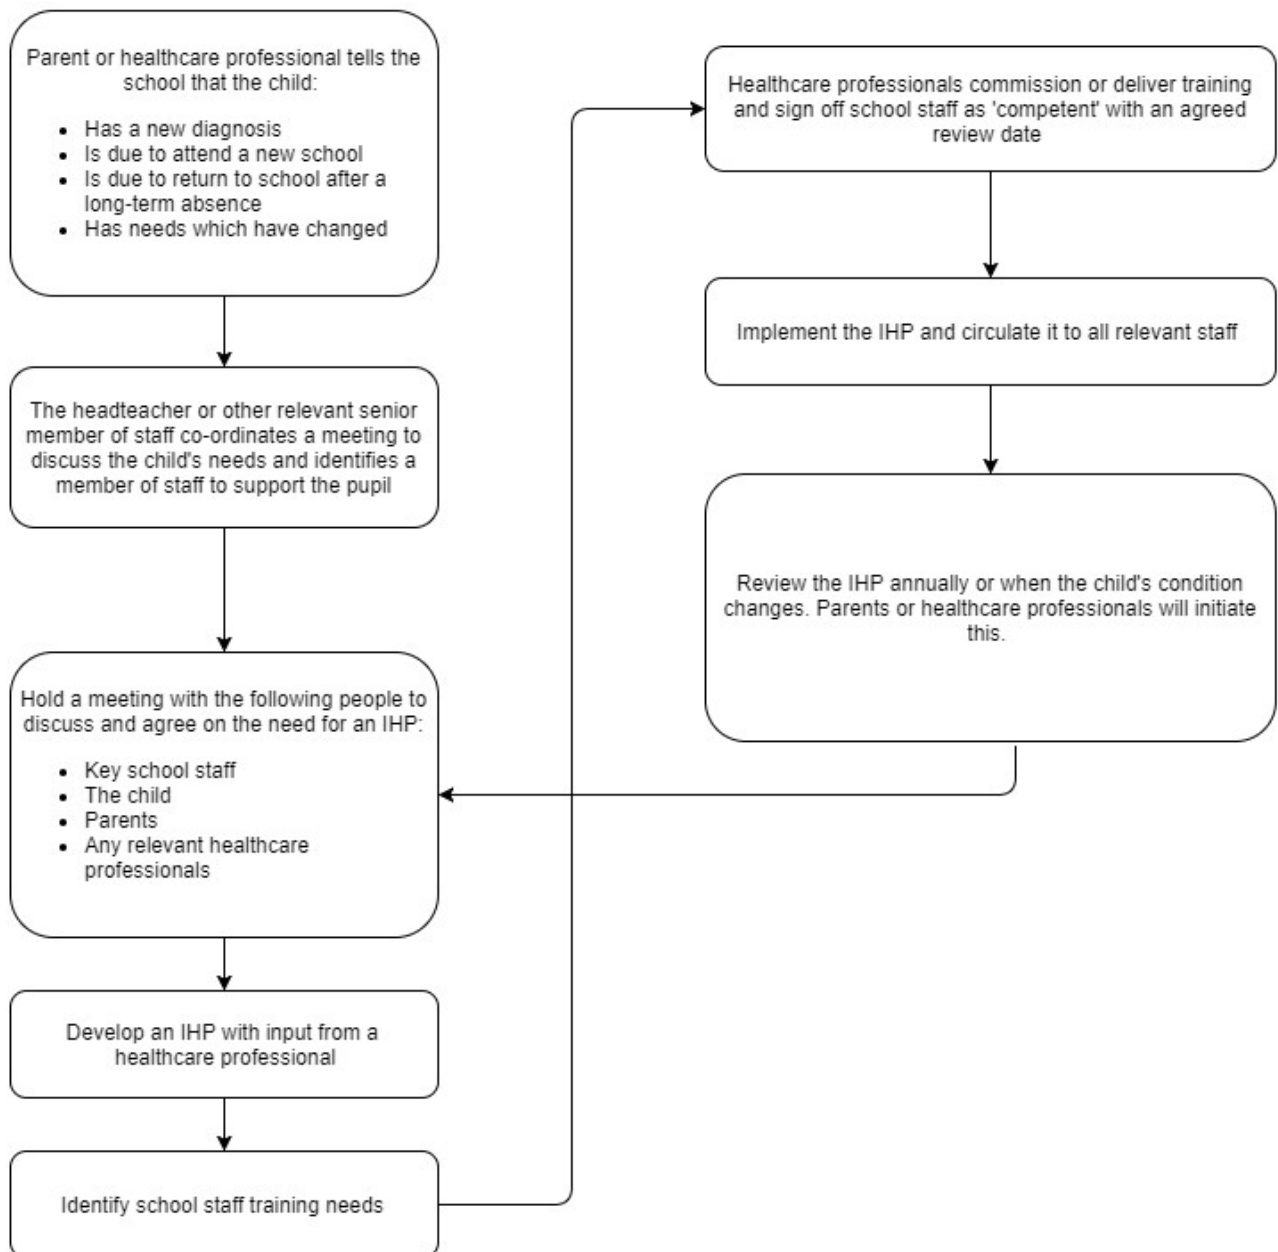 Parent or healthcare professional tells the
school that the child:
• Has a new diagnosis
• Is due to attend a new school
• Is due to return to school after a
long-term absence
• Has needs which have changed
The headteacher or other relevant senior
member of staff co-ordinates a meeting to
discuss the child's needs and identifies a
member of staff to support the pupil
Hold a meeting with the following people to
discuss and agree on the need for an IHP:
• Key school staff
• The child
• Parents
• Any relevant healthcare
professionals
Develop an IHP with input from a
healthcare professional
Identify school staff training needs
Healthcare professionals commission or deliver training
and sign off school staff as 'competent' with an agreed
review date
Implement the IHP and circulate it to all relevant staff
Review the IHP annually or when the child's condition
changes. Parents or healthcare professionals will initiate
this.